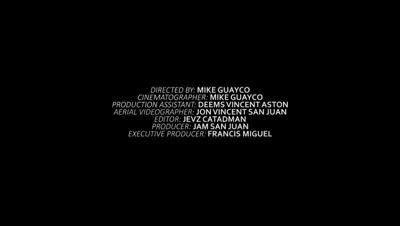 DIRECTED BY: MIKE GUAYCO
CINEMATOGRAPHER: MIKE GUAYCO
PRODUCTION ASSISTANT: DEEMS VINCENT ASTON
AERIAL VIDEOGRAPHER: JON VINCENT SAN JUAN
EDITOR: JEVZ CATADMAN
PRODUCER: JAM SAN JUAN
EXECUTIVE PRODUCER: FRANCIS MIGUEL